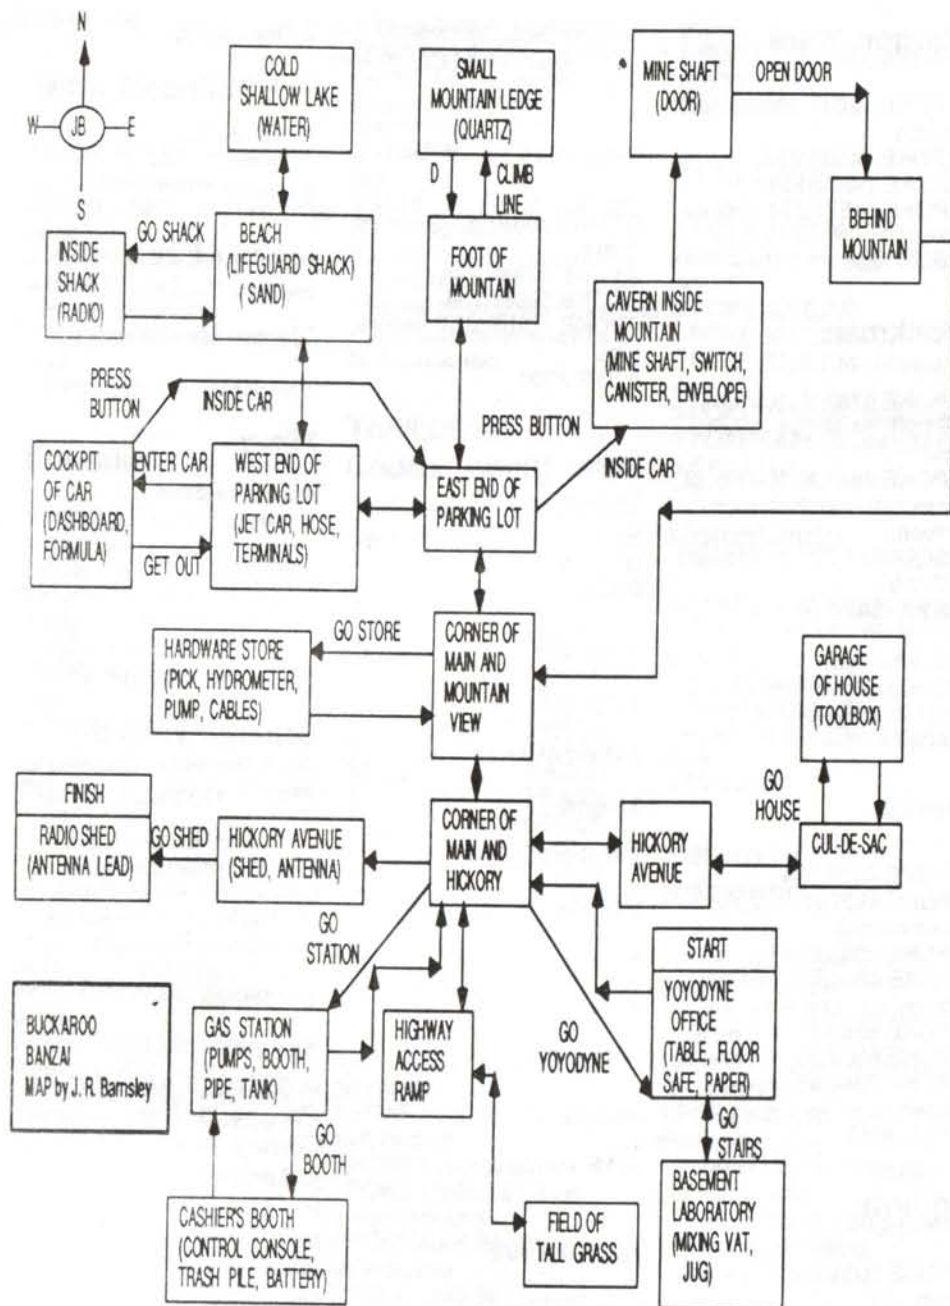 N
W
JB
E
S
COLD
SHALLOW LAKE
(WATER)
SMALL
MOUNTAIN LEDGE
(QUARTZ)
MINE SHAFT
(DOOR)
OPEN DOOR
D
CLIMB
LINE
BEHIND
MOUNTAIN
GO SHACK
INSIDE
SHACK
(RADIO)
BEACH
(LIFEGUARD SHACK)
(SAND)
FOOT OF
MOUNTAIN
CAVERN INSIDE
MOUNTAIN
(MINE SHAFT, SWITCH,
CANISTER, ENVELOPE)
PRESS
BUTTON
INSIDE CAR
PRESS BUTTON
INSIDE CAR
COCKPIT
OF CAR
(DASHBOARD,
FORMULA)
ENTER CAR
GET OUT
WEST END OF
PARKING LOT
(JET CAR, HOSE,
TERMINALS)
EAST END OF
PARKING LOT
HARDWARE STORE
(PICK, HYDROMETER,
PUMP, CABLES)
GO STORE
CORNER OF
MAIN AND
MOUNTAIN
VIEW
GARAGE
OF HOUSE
(TOOLBOX)
GO
HOUSE
FINISH
RADIO SHED
(ANTENNA LEAD)
GO SHED
HICKORY AVENUE
(SHED, ANTENNA)
CORNER OF
MAIN AND
HICKORY
HICKORY
AVENUE
CUL-DE-SAC
GO
STATION
START
YOYODYNE
OFFICE
(TABLE, FLOOR
SAFE, PAPER)
BUCKAROO
BANZAI
MAP by J. R. Barnsley
GAS STATION
(PUMPS, BOOTH,
PIPE, TANK)
HIGHWAY
ACCESS
RAMP
GO
YOYODYNE
GO
STAIRS
GO
BOOTH
CASHIER'S BOOTH
(CONTROL CONSOLE,
TRASH PILE, BATTERY)
FIELD OF
TALL GRASS
BASEMENT
LABORATORY
(MIXING VAT,
JUG)